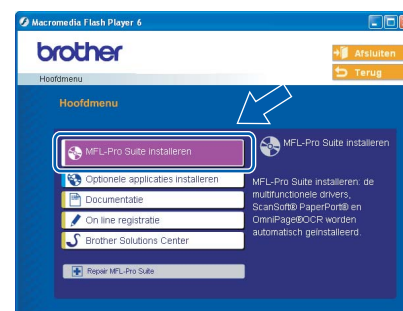 Macromedia Flash Player 6
brother
Afsluiten
Terug
Hoofdmenu
Hoofdmenu
MFL-Pro Suite installeren
Optionele applicaties installeren
Documentatie
On line registratie
Brother Solutions Center
Repair MFL-Pro Suite
MFL-Pro Suite installeren
MFL-Pro Suite installeren: de
multifunctionele drivers,
ScanSoft® PaperPort® en
OmniPage®OCR worden
automatisch geïnstalleerd.